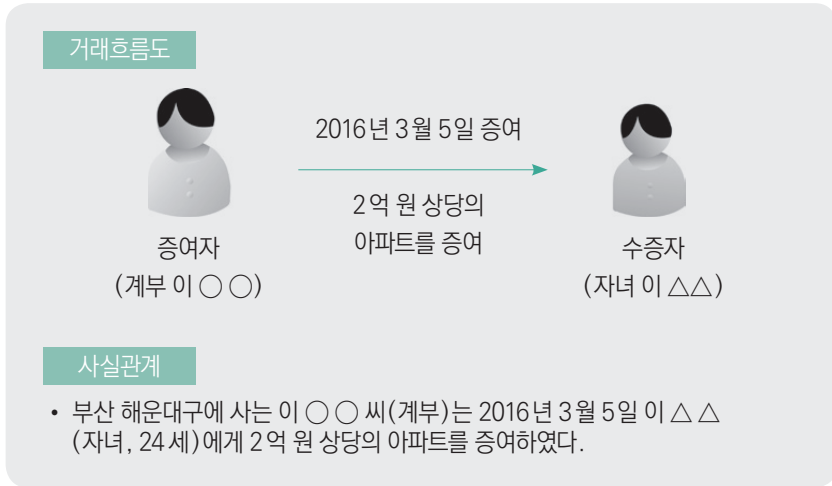 거래흐름도
2016년 3월 5일 증여
2억 원 상당의
아파트를 증여
증여자
(계부 이 ○ ○)
수증자
(자녀 이 △△)
사실관계
• 부산 해운대구에 사는 이 ○ ○ 씨(계부)는 2016년 3월 5일 이 △ △
(자녀, 24세)에게 2억 원 상당의 아파트를 증여하였다.